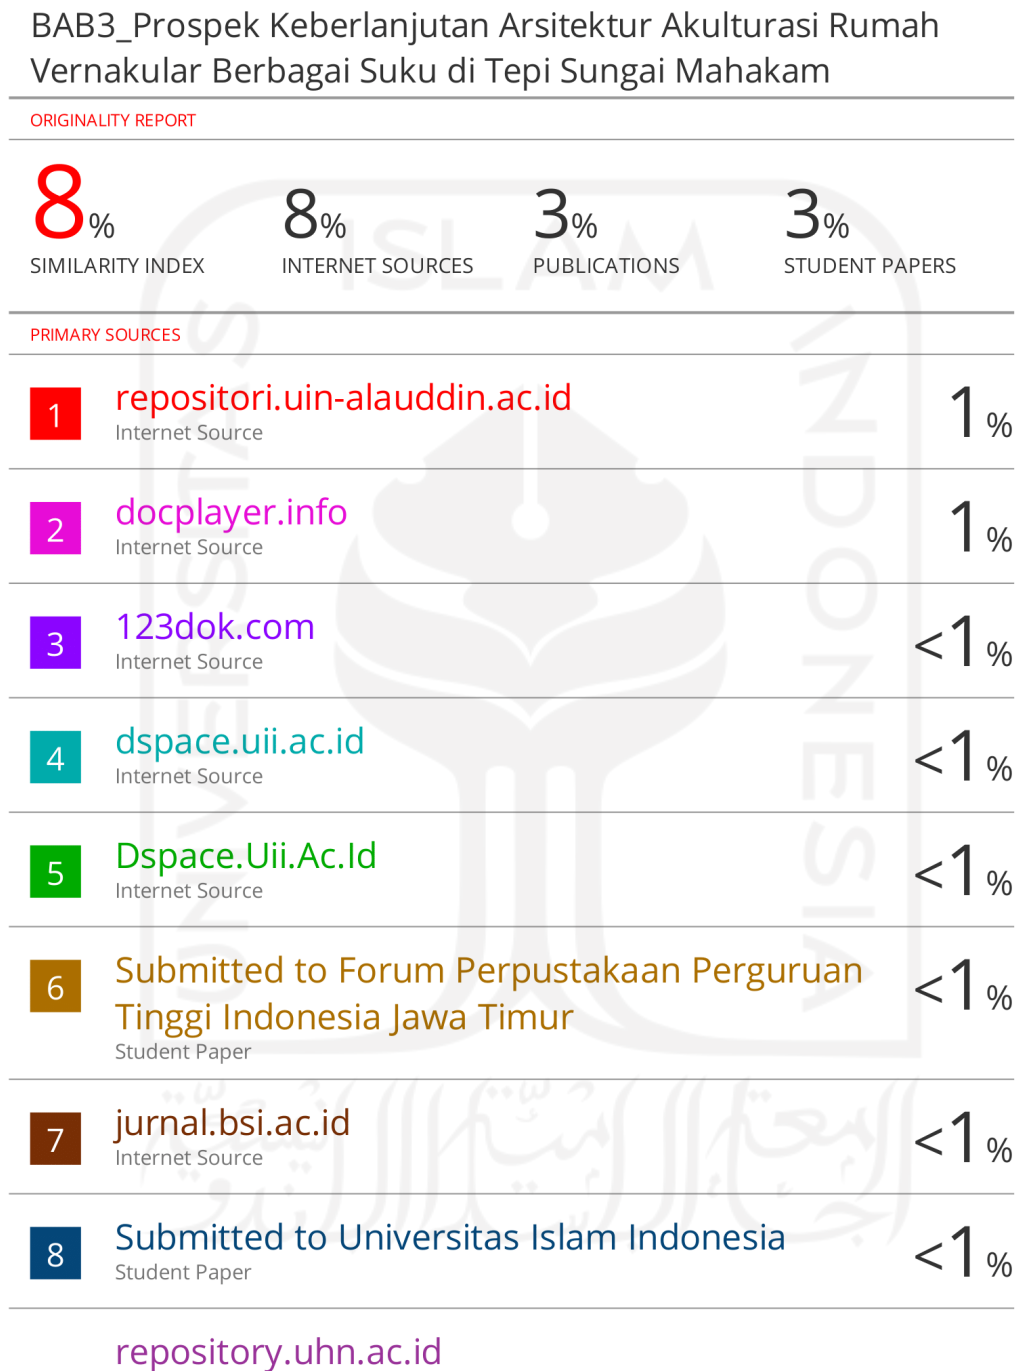 BAB3_Prospek Keberlanjutan Arsitektur Akulturasi Rumah
Vernakular Berbagai Suku di Tepi Sungai Mahakam
ORIGINALITY REPORT
8%
SIMILARITY INDEX
8%
INTERNET SOURCES
3%
PUBLICATIONS
3%
STUDENT PAPERS
PRIMARY SOURCES
1
repositori.uin-alauddin.ac.id
Internet Source
1%
2
docplayer.info
Internet Source
1%
3
123dok.com
Internet Source
<1%
4
dspace.uii.ac.id
Internet Source
<1%
5
Dspace.Uii.Ac.Id
Internet Source
<1%
6
Submitted to Forum Perpustakaan Perguruan
Tinggi Indonesia Jawa Timur
Student Paper
<1%
7
jurnal.bsi.ac.id
Internet Source
<1%
8
Submitted to Universitas Islam Indonesia
Student Paper
<1%
repository.uhn.ac.id
UNIVERSITAS
ISLAM
INDONESIA